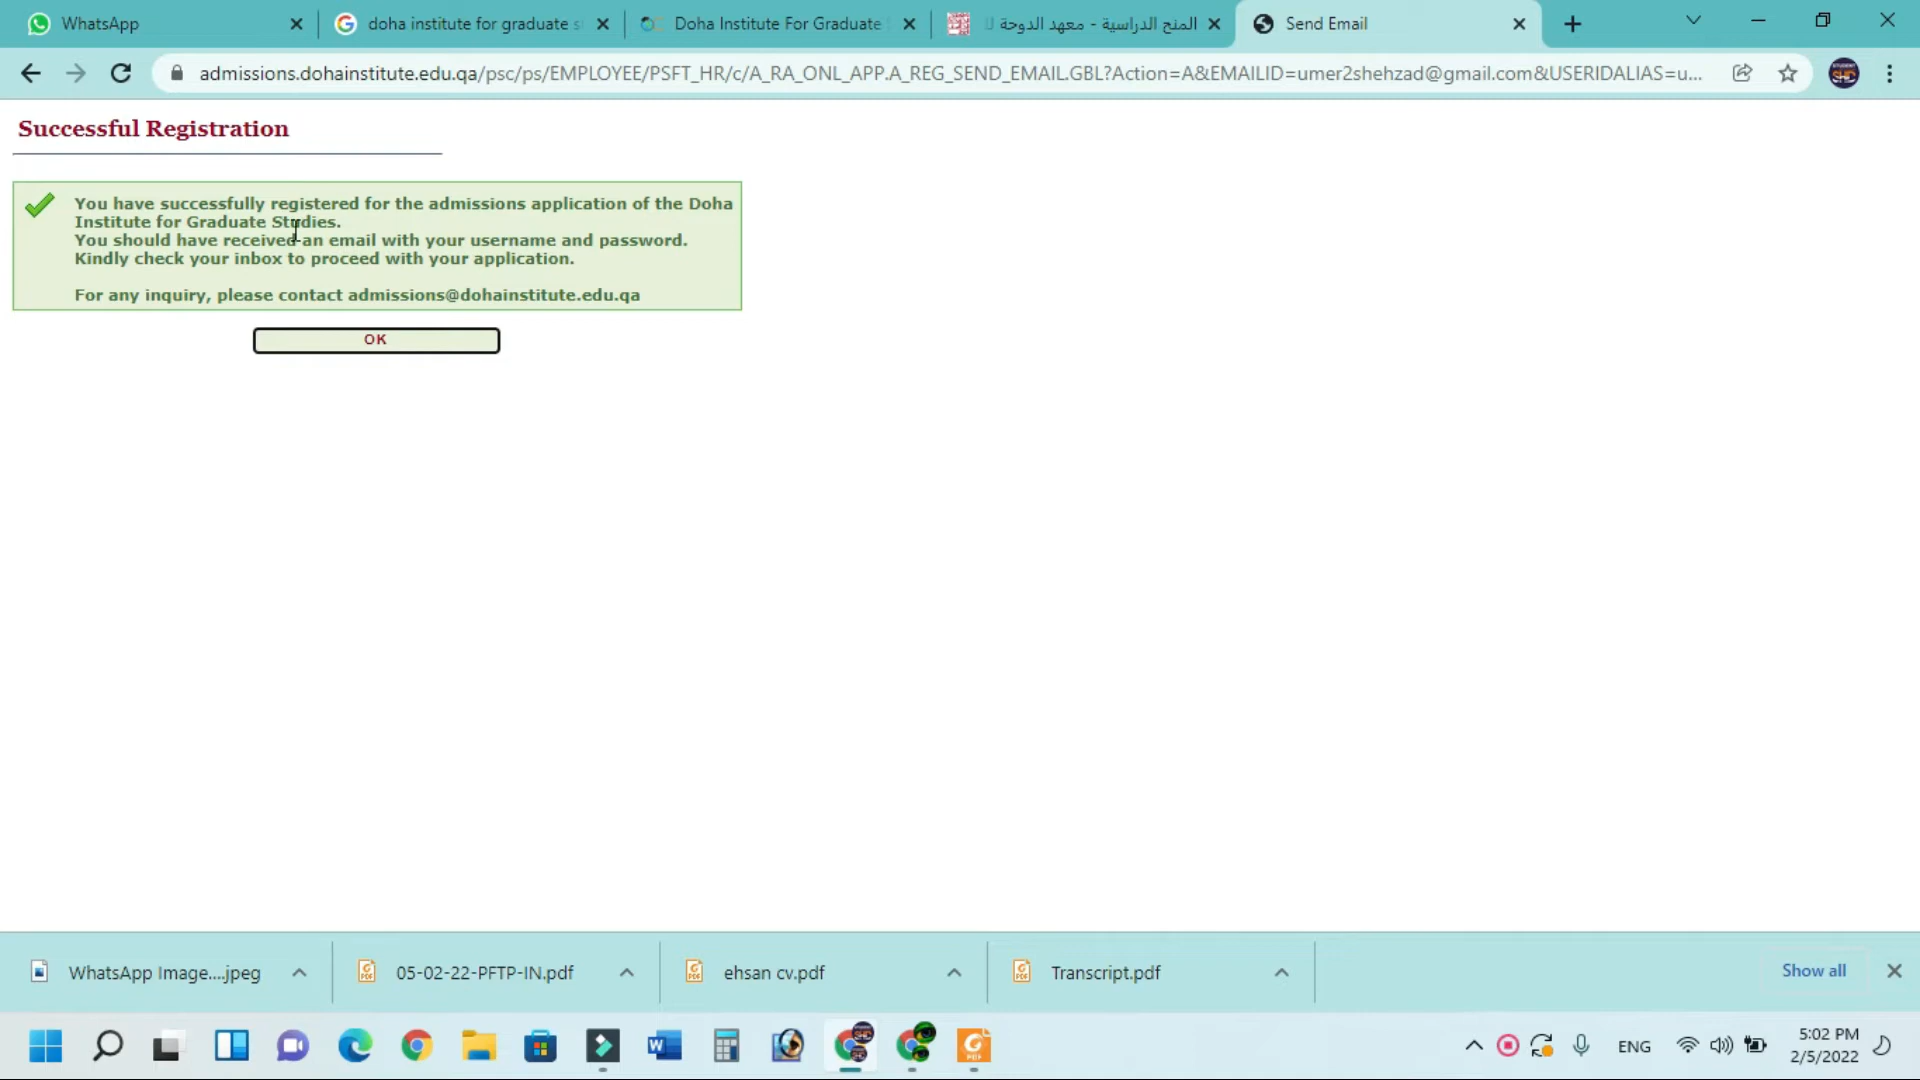 WhatsApp
doha institute for graduate s
Doha Institute For Graduate
المنح الدراسية - معهد الدوحة لل
Send Email
admissions.dohainstitute.edu.qa/psc/ps/EMPLOYEE/PSFT_HR/c/A_RA_ONL_APP.A_REG_SEND_EMAIL.GBL?Action=A&EMAILID=umer2shehzad@gmail.com&USERIDALIAS=u...
Successful Registration
You have successfully registered for the admissions application of the Doha
Institute for Graduate Studies.
You should have received an email with your username and password.
Kindly check your inbox to proceed with your application.
For any inquiry, please contact admissions@dohainstitute.edu.qa
OK
WhatsApp Image....jpeg
05-02-22-PFTP-IN.pdf
ehsan cv.pdf
Transcript.pdf
Show all
ENG
5:02 PM
2/5/2022